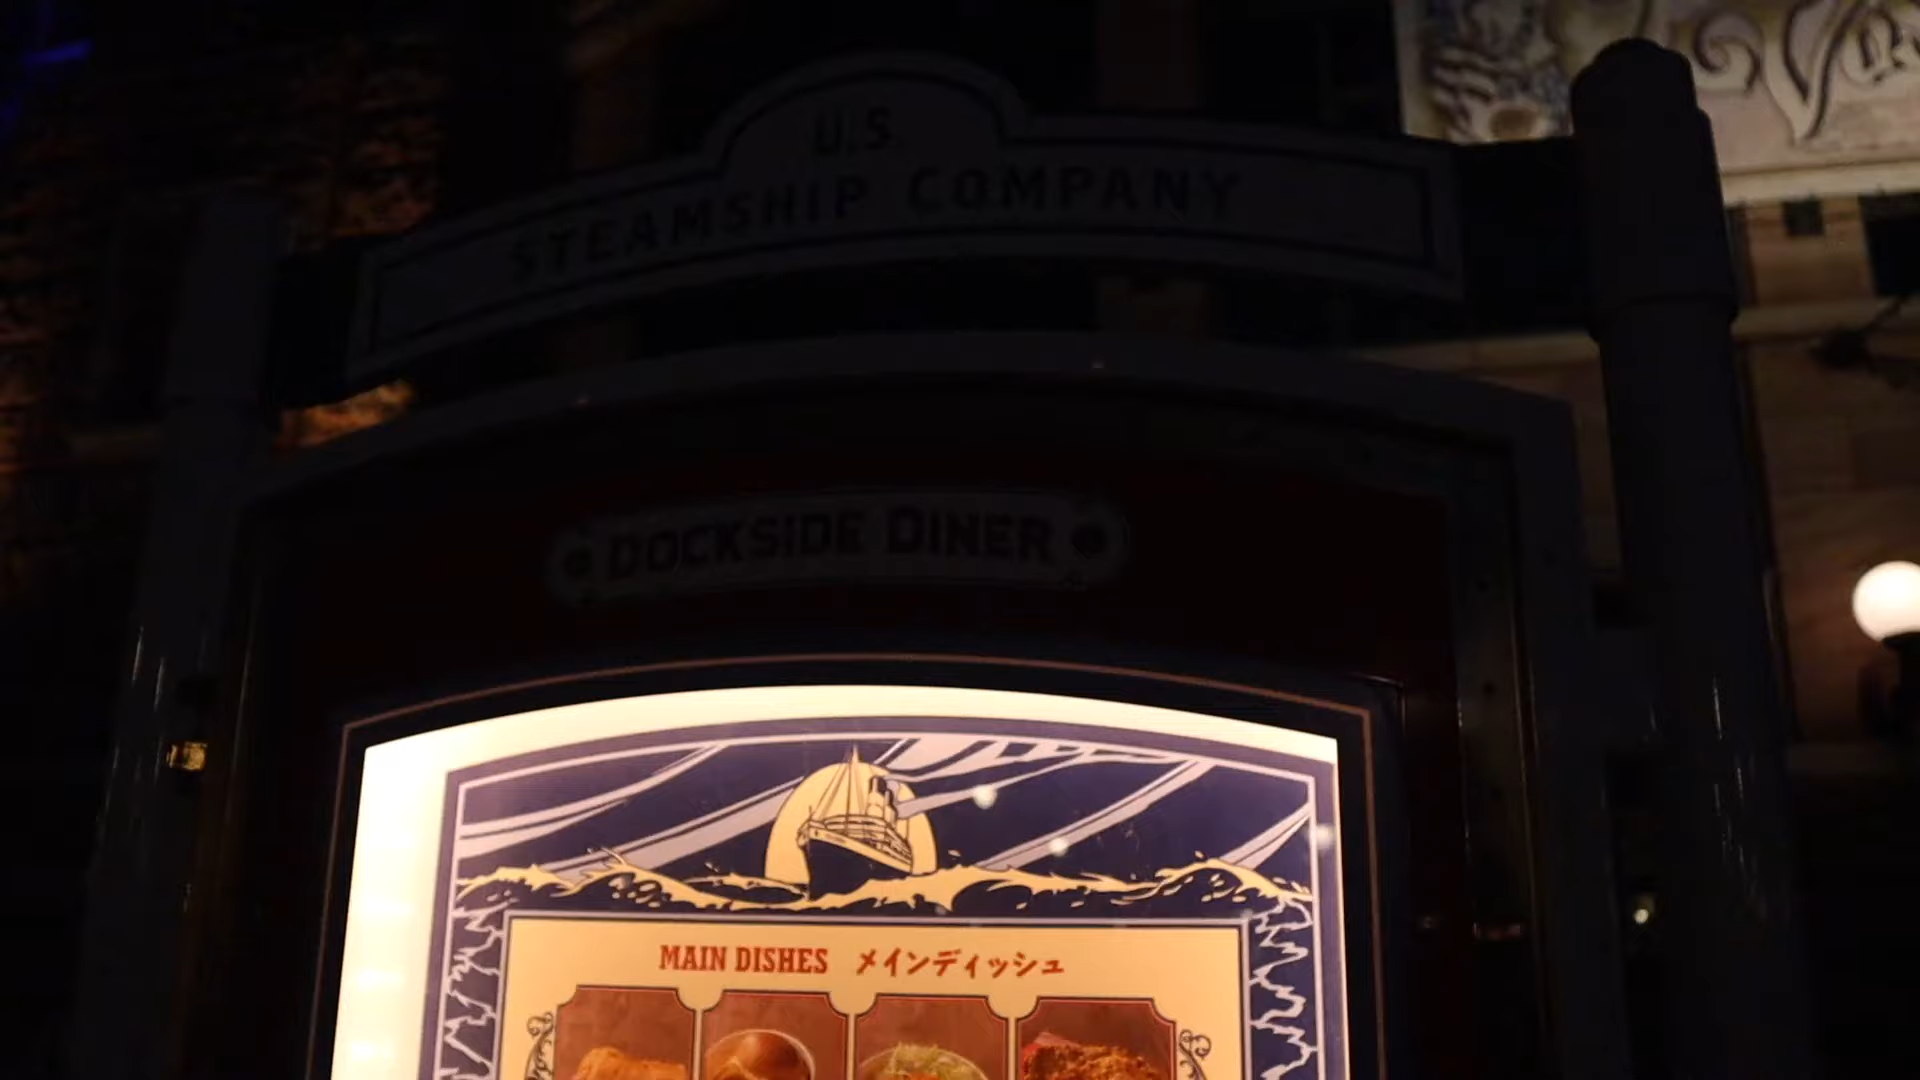 U.S.
STEAMSHIP COMPANY
DOCKSIDE DINER
MAIN DISHES メインディッシュ